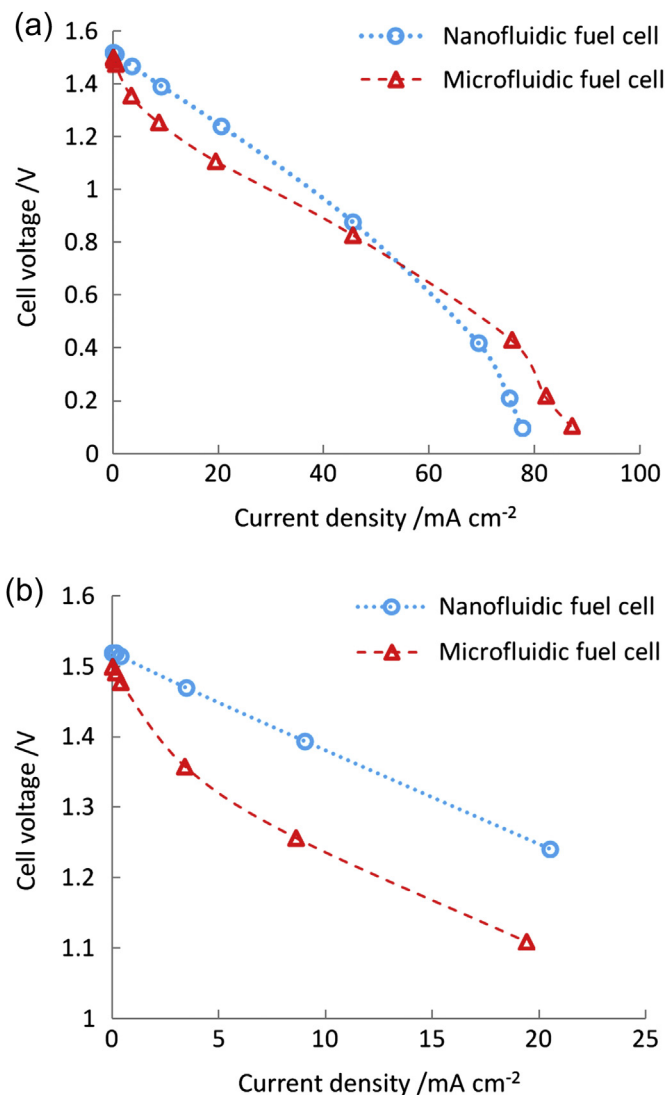 (a)
1.6
1.4
1.2
1
0.8
0.6
0.4
0.2
0
Cell voltage /V
Nanofluidic fuel cell
Microfluidic fuel cell
0 20 40 60 80 100
Current density /mA cm⁻²
(b)
1.6
1.5
1.4
1.3
1.2
1.1
1
Cell voltage /V
Nanofluidic fuel cell
Microfluidic fuel cell
0 5 10 15 20 25
Current density /mA cm⁻²